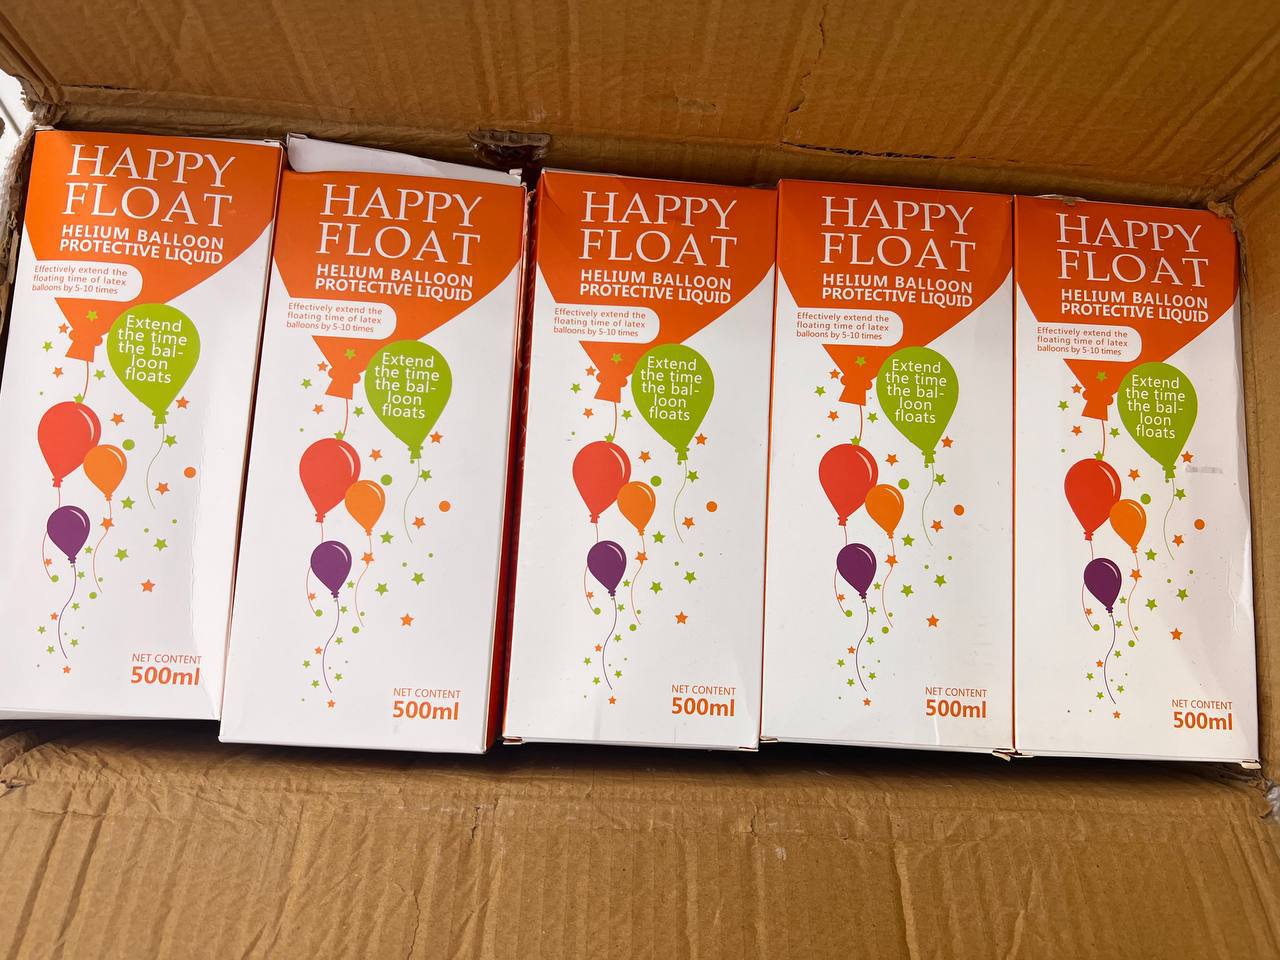 HAPPY
FLOAT
HELIUM BALLOON
PROTECTIVE LIQUID
Effectively extend the
floating time of latex
balloons by 5-10 times
Extend
the time
the bal-
loon
floats
NET CONTENT
500ml
HAPPY
FLOAT
HELIUM BALLOON
PROTECTIVE LIQUID
Effectively extend the
floating time of latex
balloons by 5-10 times
Extend
the time
the bal-
loon
floats
NET CONTENT
500ml
HAPPY
FLOAT
HELIUM BALLOON
PROTECTIVE LIQUID
Effectively extend the
floating time of latex
balloons by 5-10 times
Extend
the time
the bal-
loon
floats
NET CONTENT
500ml
HAPPY
FLOAT
HELIUM BALLOON
PROTECTIVE LIQUID
Effectively extend the
floating time of latex
balloons by 5-10 times
Extend
the time
the bal-
loon
floats
NET CONTENT
500ml
HAPPY
FLOAT
HELIUM BALLOON
PROTECTIVE LIQUID
Effectively extend the
floating time of latex
balloons by 5-10 times
Extend
the time
the bal-
loon
floats
NET CONTENT
500ml